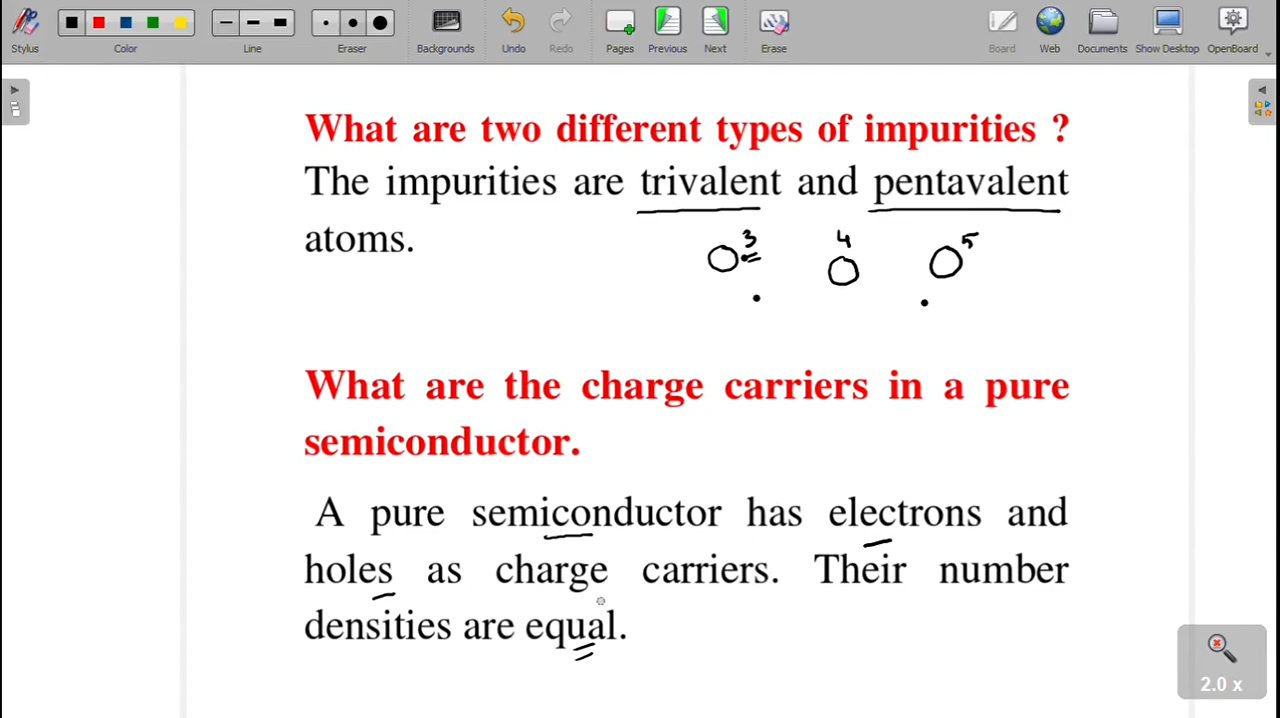 Stylus Color Line Eraser Backgrounds Undo Redo Pages Previous Next Erase Board Web Documents Show Desktop OpenBoard
What are two different types of impurities ?
The impurities are trivalent and pentavalent
atoms.
3 4 5
What are the charge carriers in a pure
semiconductor.
A pure semiconductor has electrons and
holes as charge carriers. Their number
densities are equal.
2.0 x